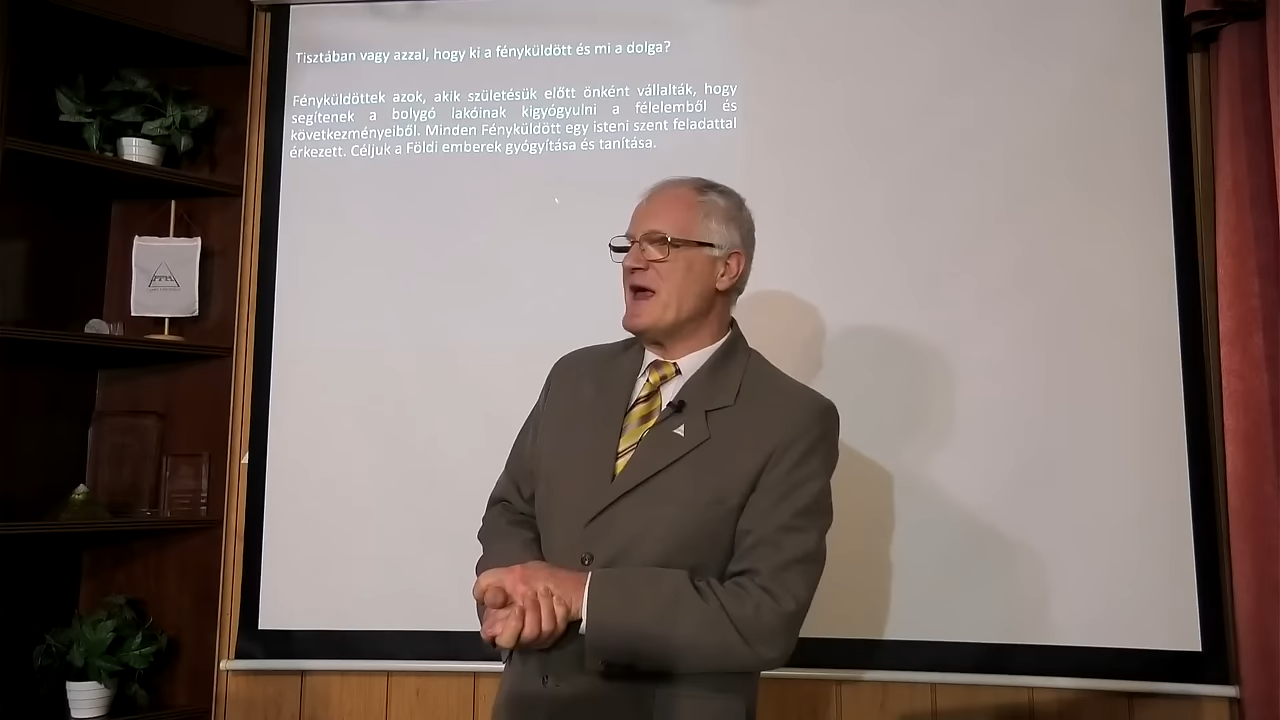 Tisztában vagy azzal, hogy ki a fényküldött és mi a dolga?
Fényküldöttek azok, akik születésük előtt önként vállalták, hogy
segítenek a bolygó lakóinak kigyógyulni a félelemből és
következményeiből. Minden Fényküldött egy isteni szent feladattal
érkezett. Céljuk a Földi emberek gyógyítása és tanítása.